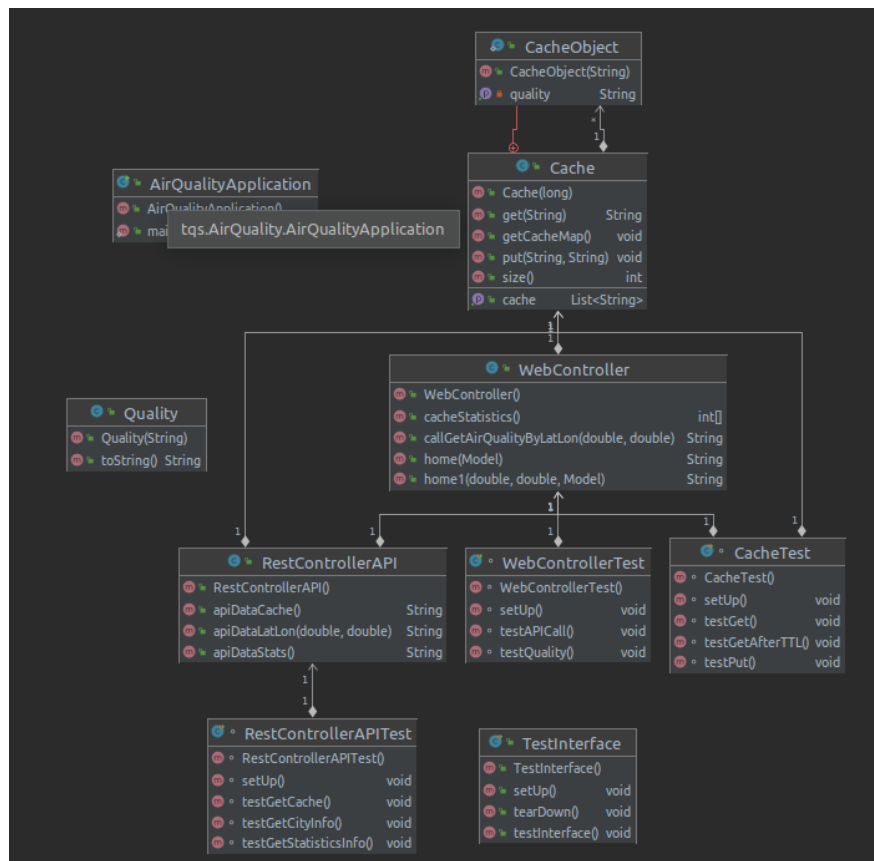 CacheObject
CacheObject(String)
quality String
*
1
Cache
Cache(long)
get(String) String
getCacheMap() void
put(String, String) void
size() int
cache List<String>
AirQualityApplication
AirQualityApplication()
tqs.AirQuality.AirQualityApplication
1
1
WebController
WebController()
cacheStatistics() int[]
callGetAirQualityByLatLon(double, double) String
home(Model) String
home1(double, double, Model) String
Quality
Quality(String)
toString() String
1
1 1 1 1 1
RestControllerAPI
RestControllerAPI()
apiDataCache() String
apiDataLatLon(double, double) String
apiDataStats() String
WebControllerTest
WebControllerTest()
setUp() void
testAPICall() void
testQuality() void
CacheTest
CacheTest()
setUp() void
testGet() void
testGetAfterTTL() void
testPut() void
1
1
RestControllerAPITest
RestControllerAPITest()
setUp() void
testGetCache() void
testGetCityInfo() void
testGetStatisticsInfo() void
TestInterface
TestInterface()
setUp() void
tearDown() void
testInterface() void